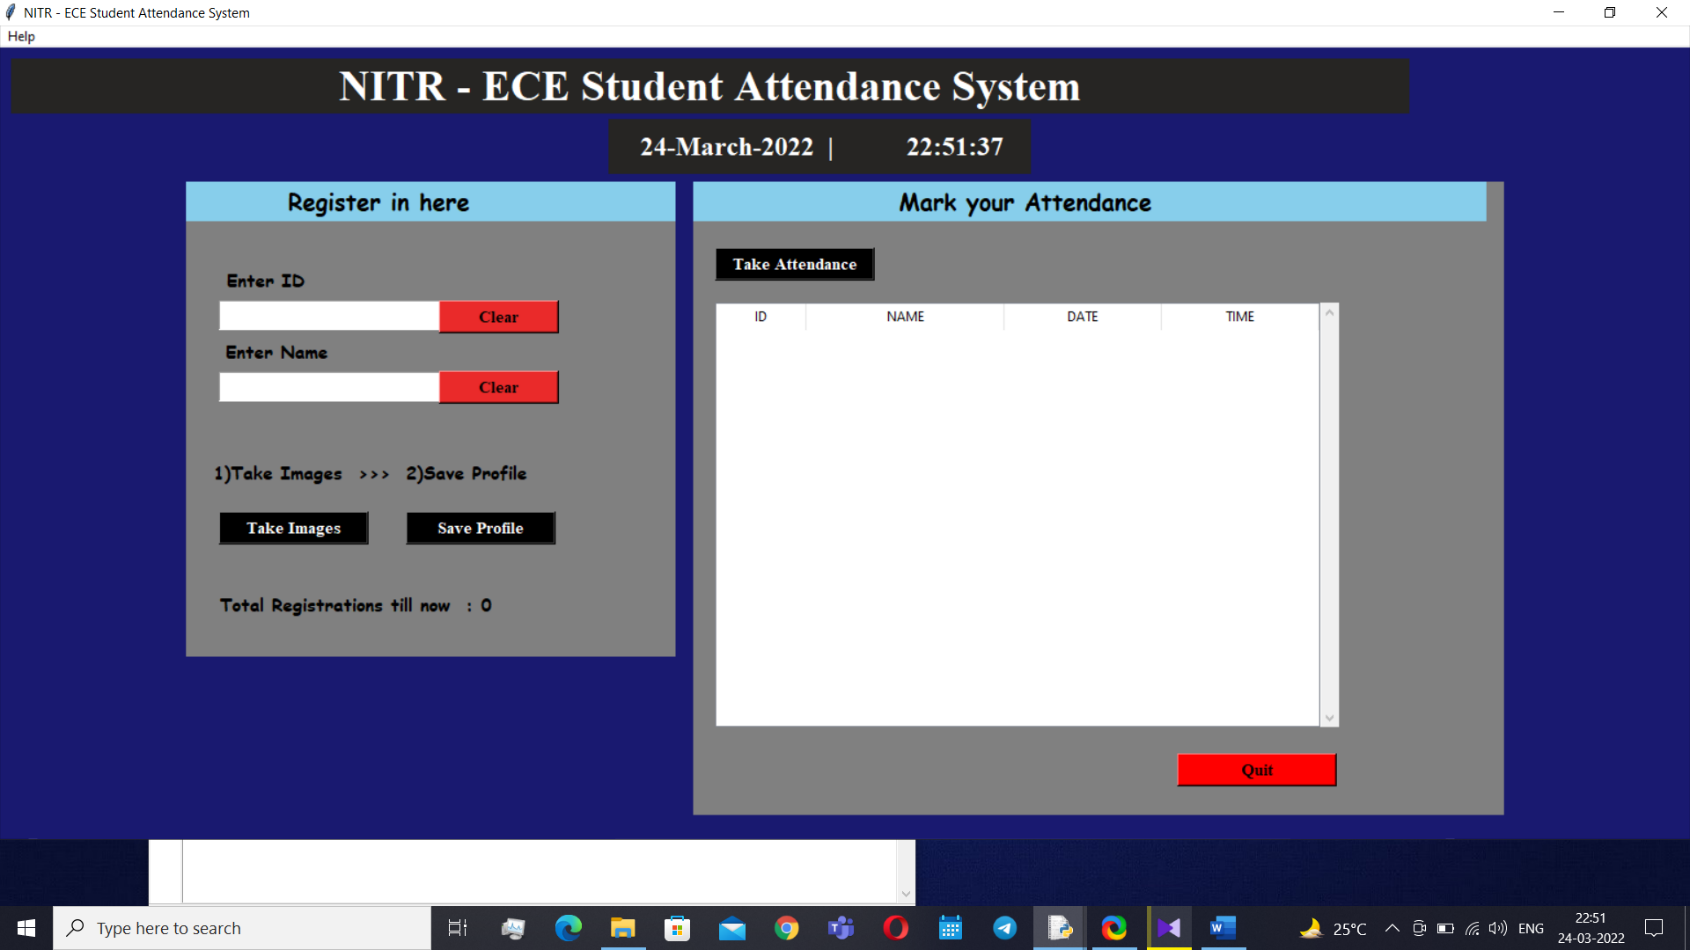 NITR - ECE Student Attendance System
Help
NITR - ECE Student Attendance System
24-March-2022 | 22:51:37
Register in here
Mark your Attendance
Take Attendance
Enter ID
Clear
ID NAME DATE TIME
Enter Name
Clear
1)Take Images >>> 2)Save Profile
Take Images Save Profile
Total Registrations till now : 0
Quit
Type here to search
25°C
ENG
22:51
24-03-2022